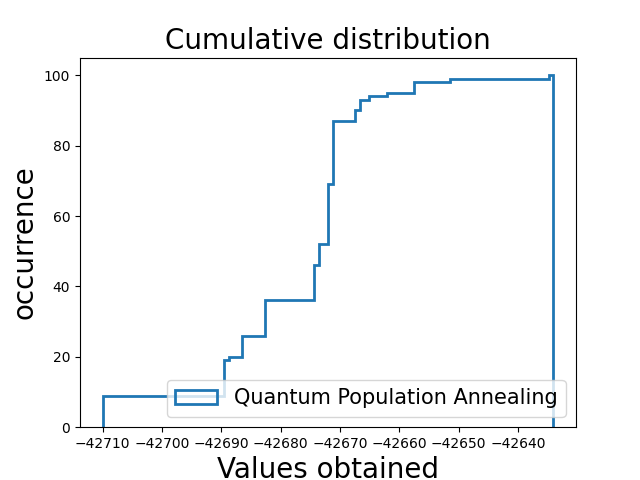 Cumulative distribution
occurrence
100
80
60
40
20
0
Quantum Population Annealing
−42710 −42700 −42690 −42680 −42670 −42660 −42650 −42640
Values obtained